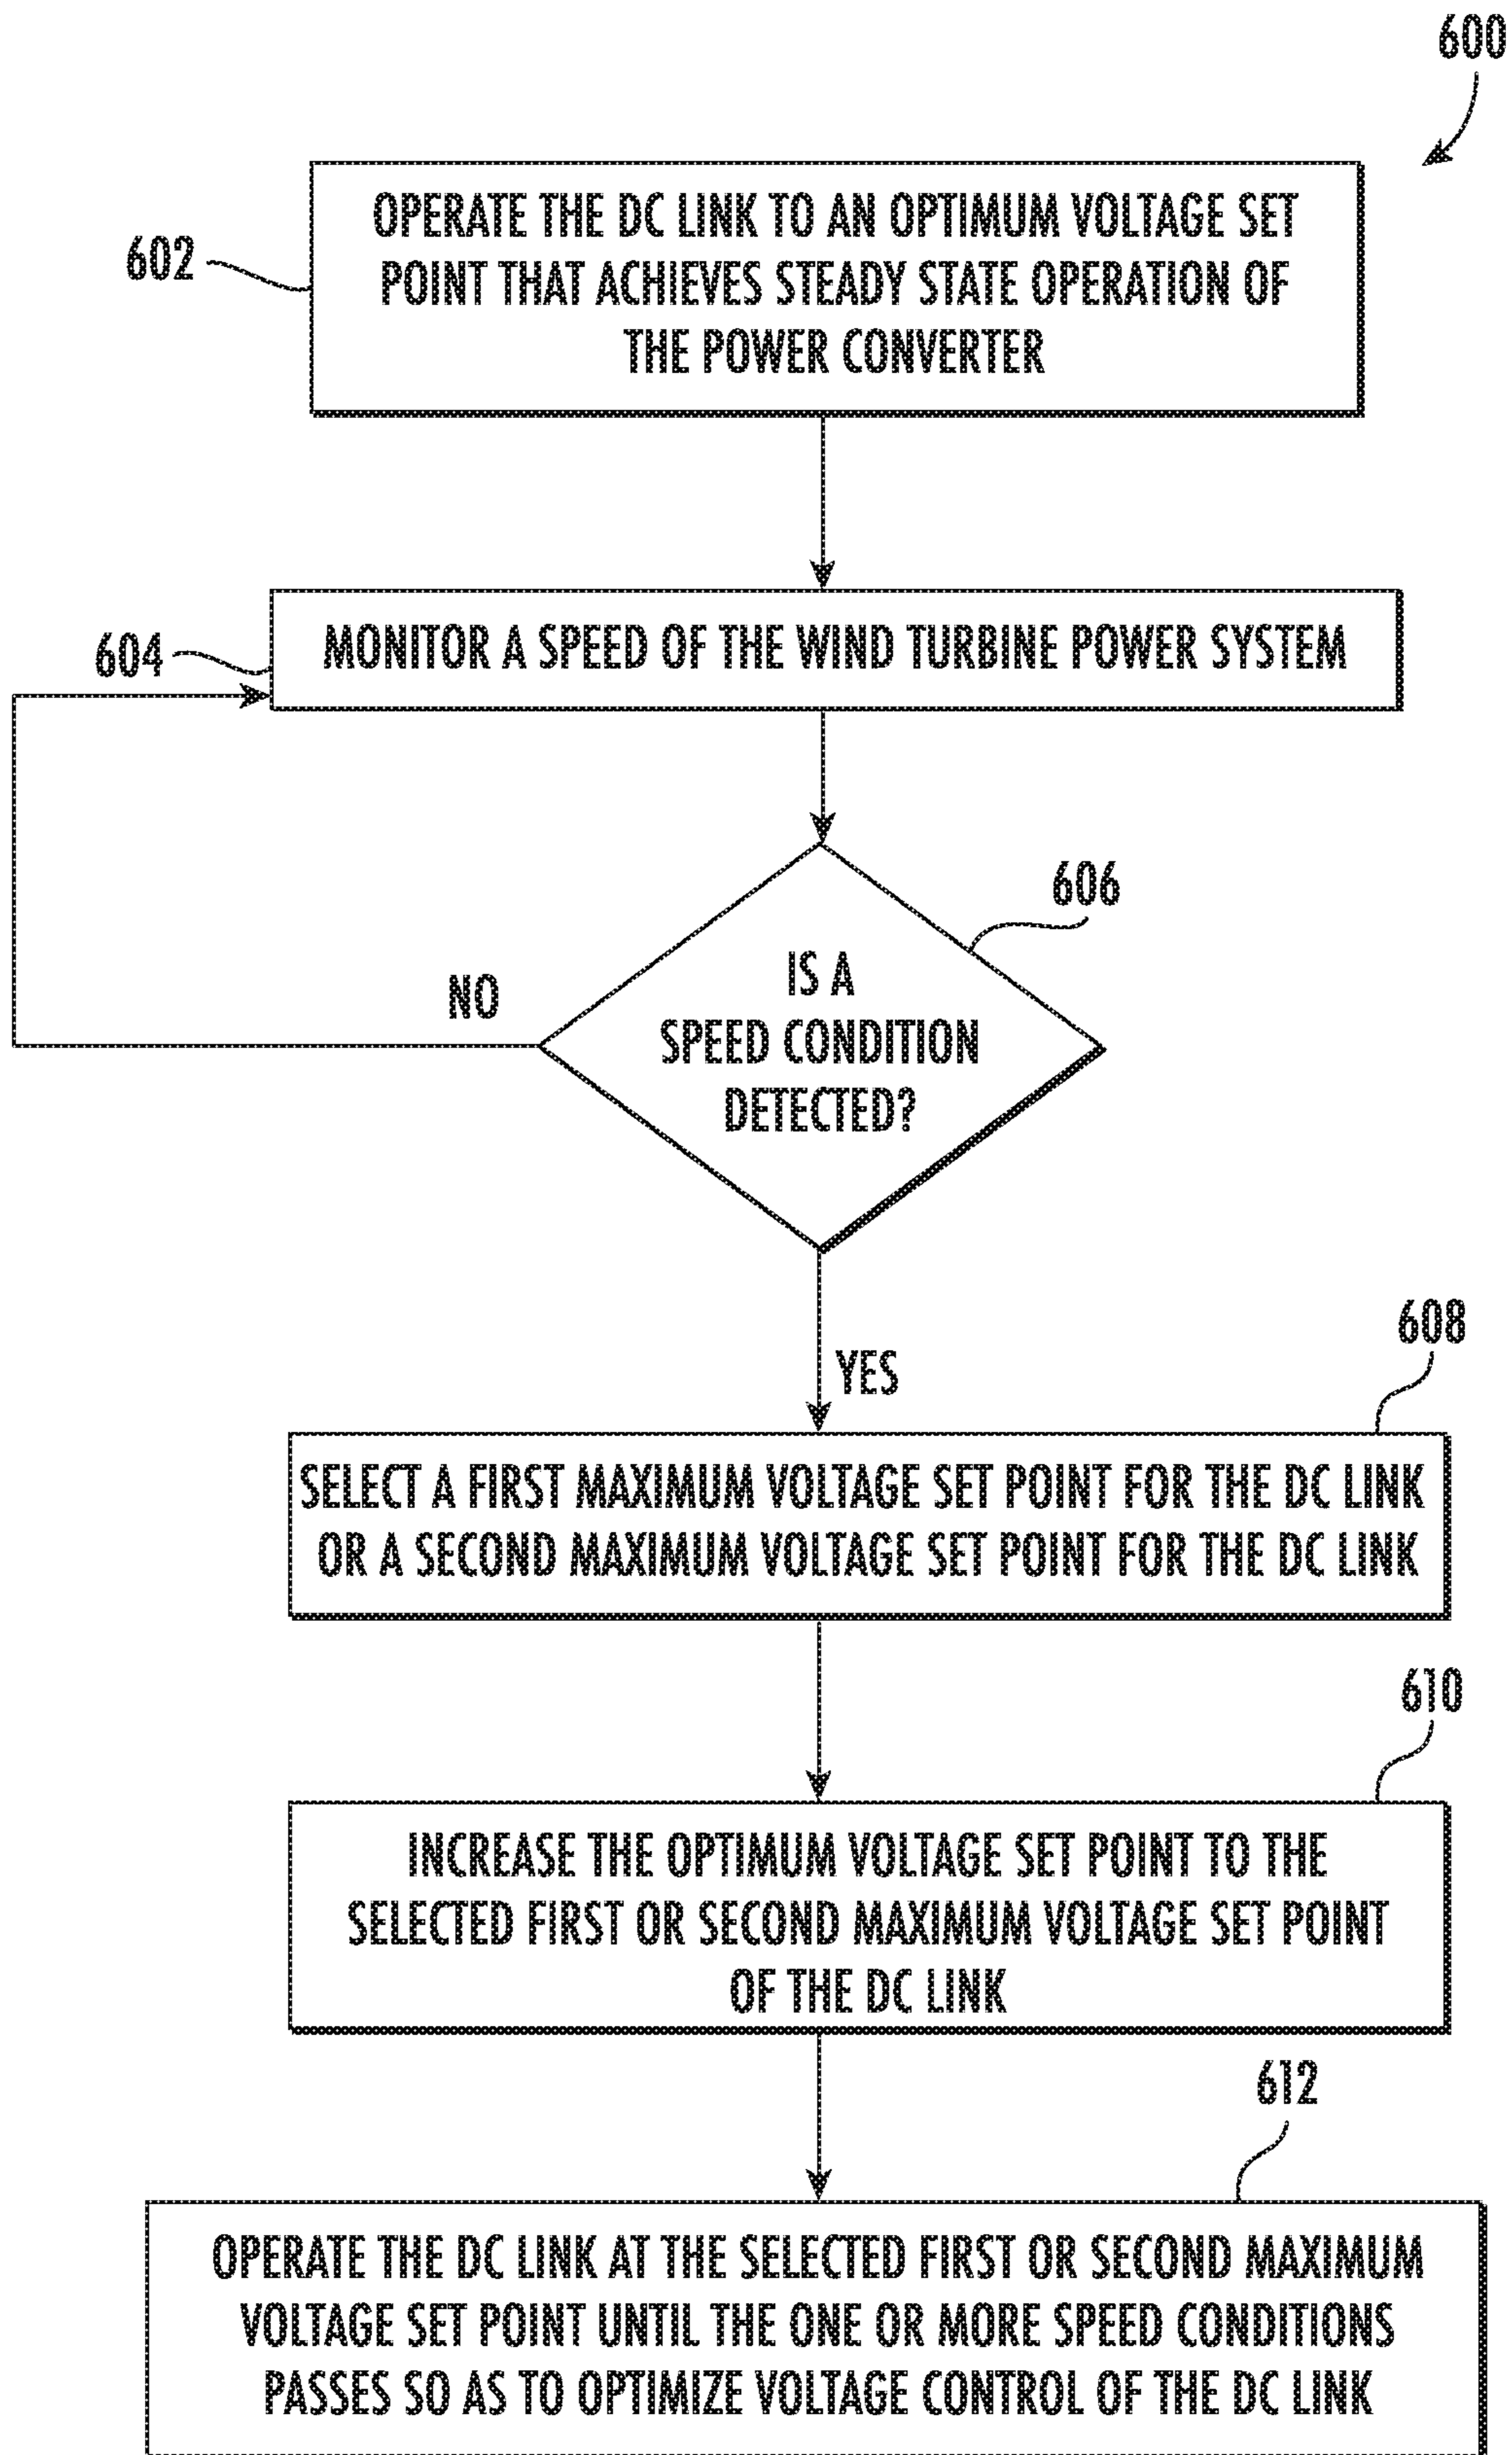 600
602
OPERATE THE DC LINK TO AN OPTIMUM VOLTAGE SET
POINT THAT ACHIEVES STEADY STATE OPERATION OF
THE POWER CONVERTER
604
MONITOR A SPEED OF THE WIND TURBINE POWER SYSTEM
606
IS A
SPEED CONDITION
DETECTED?
NO
YES
608
SELECT A FIRST MAXIMUM VOLTAGE SET POINT FOR THE DC LINK
OR A SECOND MAXIMUM VOLTAGE SET POINT FOR THE DC LINK
610
INCREASE THE OPTIMUM VOLTAGE SET POINT TO THE
SELECTED FIRST OR SECOND MAXIMUM VOLTAGE SET POINT
OF THE DC LINK
612
OPERATE THE DC LINK AT THE SELECTED FIRST OR SECOND MAXIMUM
VOLTAGE SET POINT UNTIL THE ONE OR MORE SPEED CONDITIONS
PASSES SO AS TO OPTIMIZE VOLTAGE CONTROL OF THE DC LINK